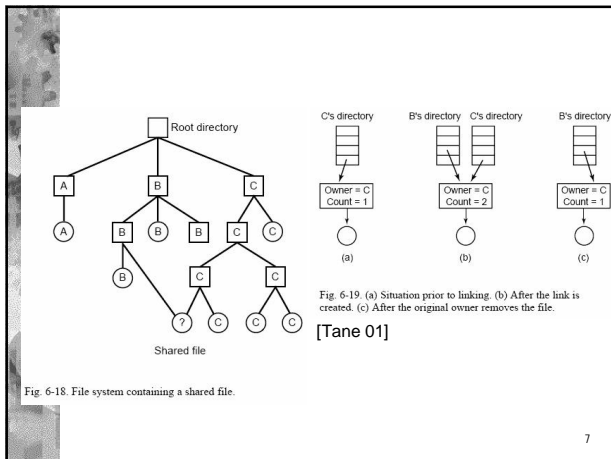 Root directory
A
B
C
A
B
B
B
C
C
B
C
C
?
C
C
C
Shared file
Fig. 6-18. File system containing a shared file.
C's directory
B's directory
C's directory
B's directory
Owner = C
Count = 1
Owner = C
Count = 2
Owner = C
Count = 1
(a)
(b)
(c)
Fig. 6-19. (a) Situation prior to linking. (b) After the link is
created. (c) After the original owner removes the file.
[Tane 01]
7